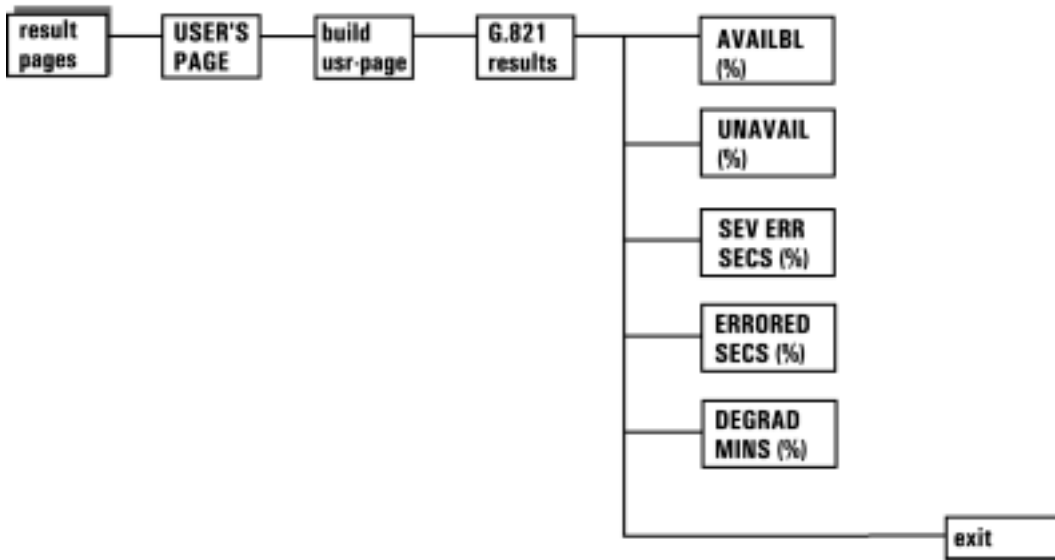 result
pages
USER'S
PAGE
build
usr-page
G.821
results
AVAILBL
(%)
UNAVAIL
(%)
SEV ERR
SECS (%)
ERRORED
SECS (%)
DEGRAD
MINS (%)
exit